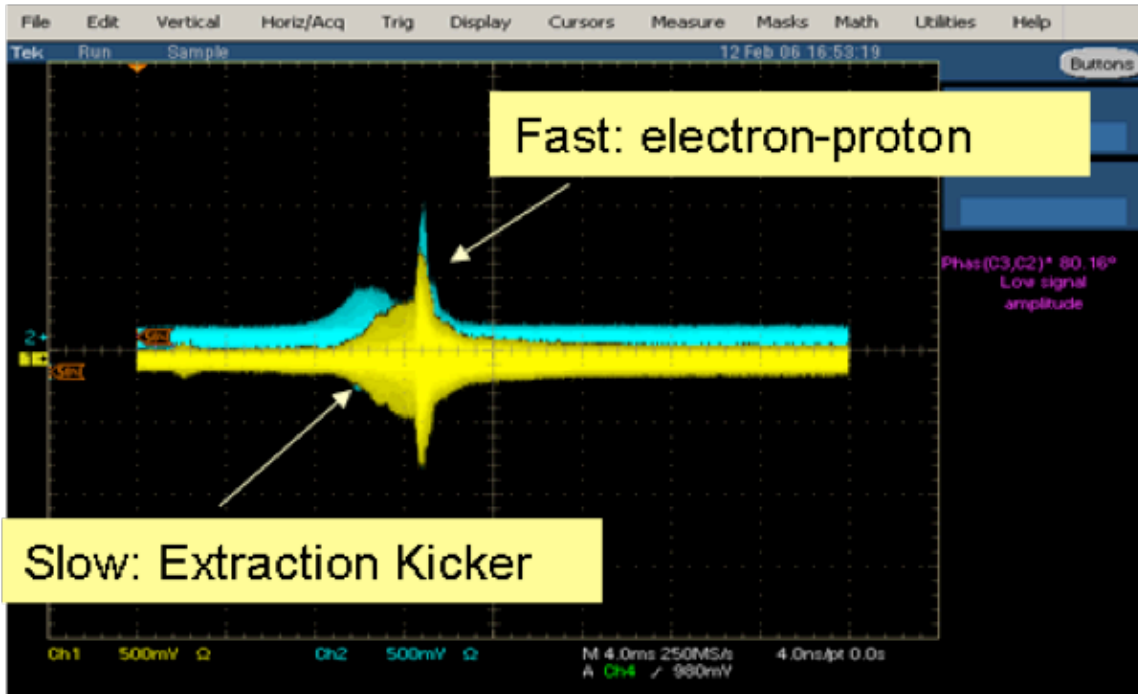 File Edit Vertical Horiz/Acq Trig Display Cursors Measure Masks Math Utilities Help
Tek Run Sample 12 Feb 06 16:53:19 Buttons
Fast: electron-proton
Phas(C3,C2)* 80.16°
Low signal
amplitude
2
Slow: Extraction Kicker
Ch1 500mV Ω Ch2 500mV Ω M 4.0ms 250MS/s 4.0ns/pt 0.0s
A Ch4 ∕ 980mV